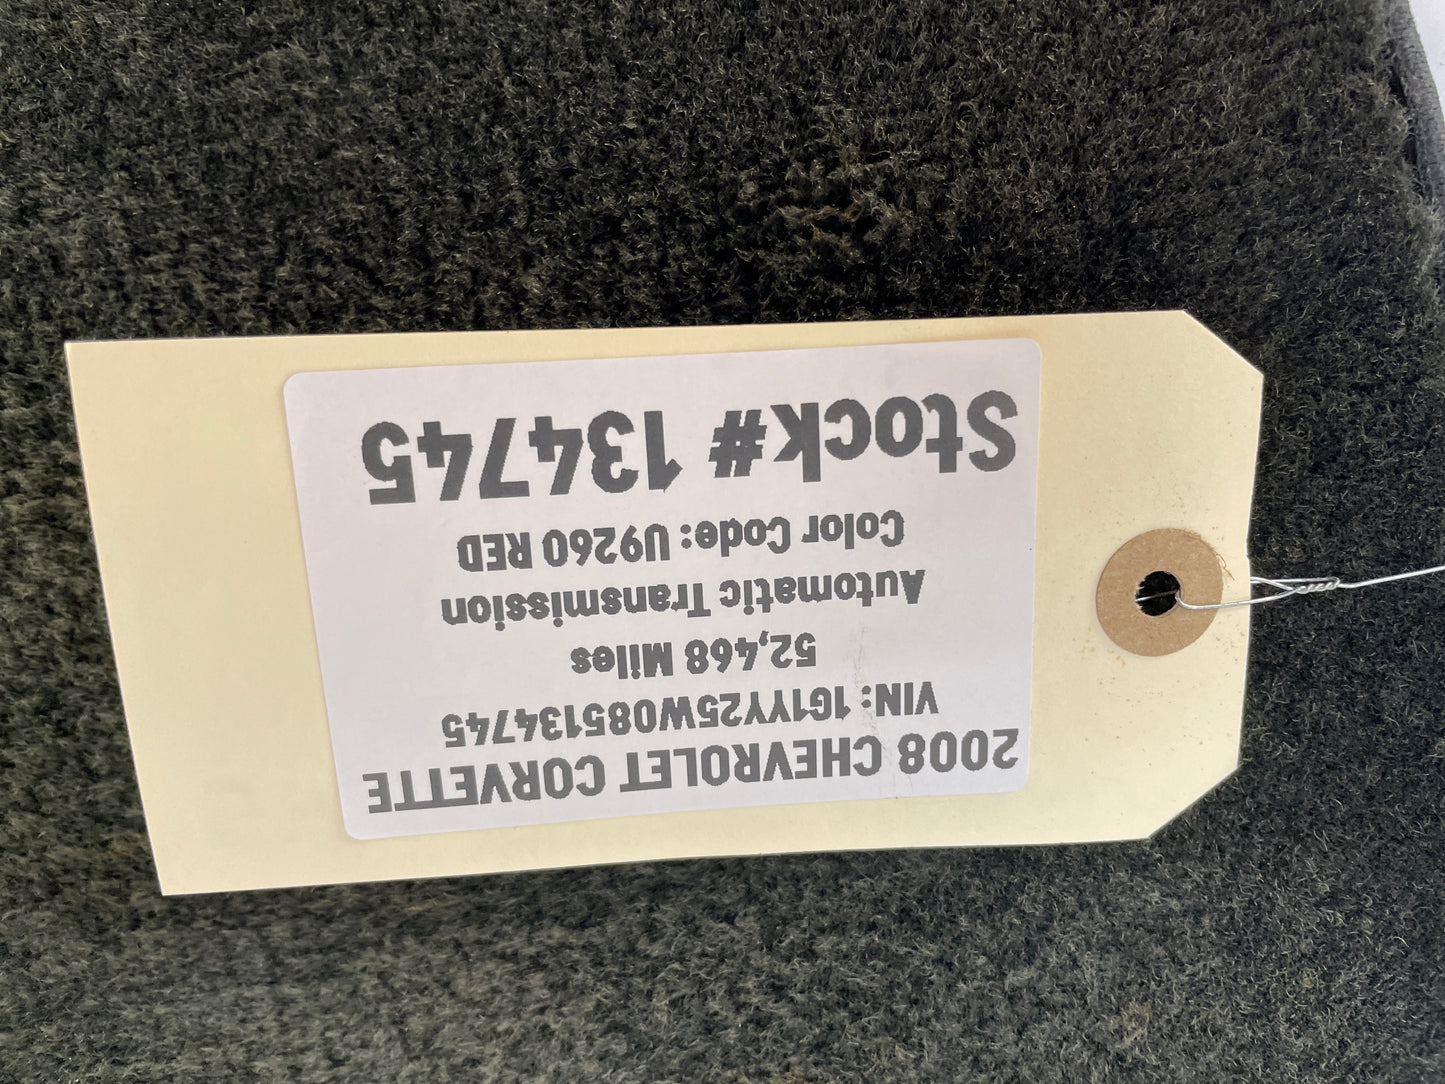 2008 CHEVROLET CORVETTE
VIN: 1G1YY25W085134745
52,468 Miles
Automatic Transmission
Color Code: U9260 RED
Stock# 134745